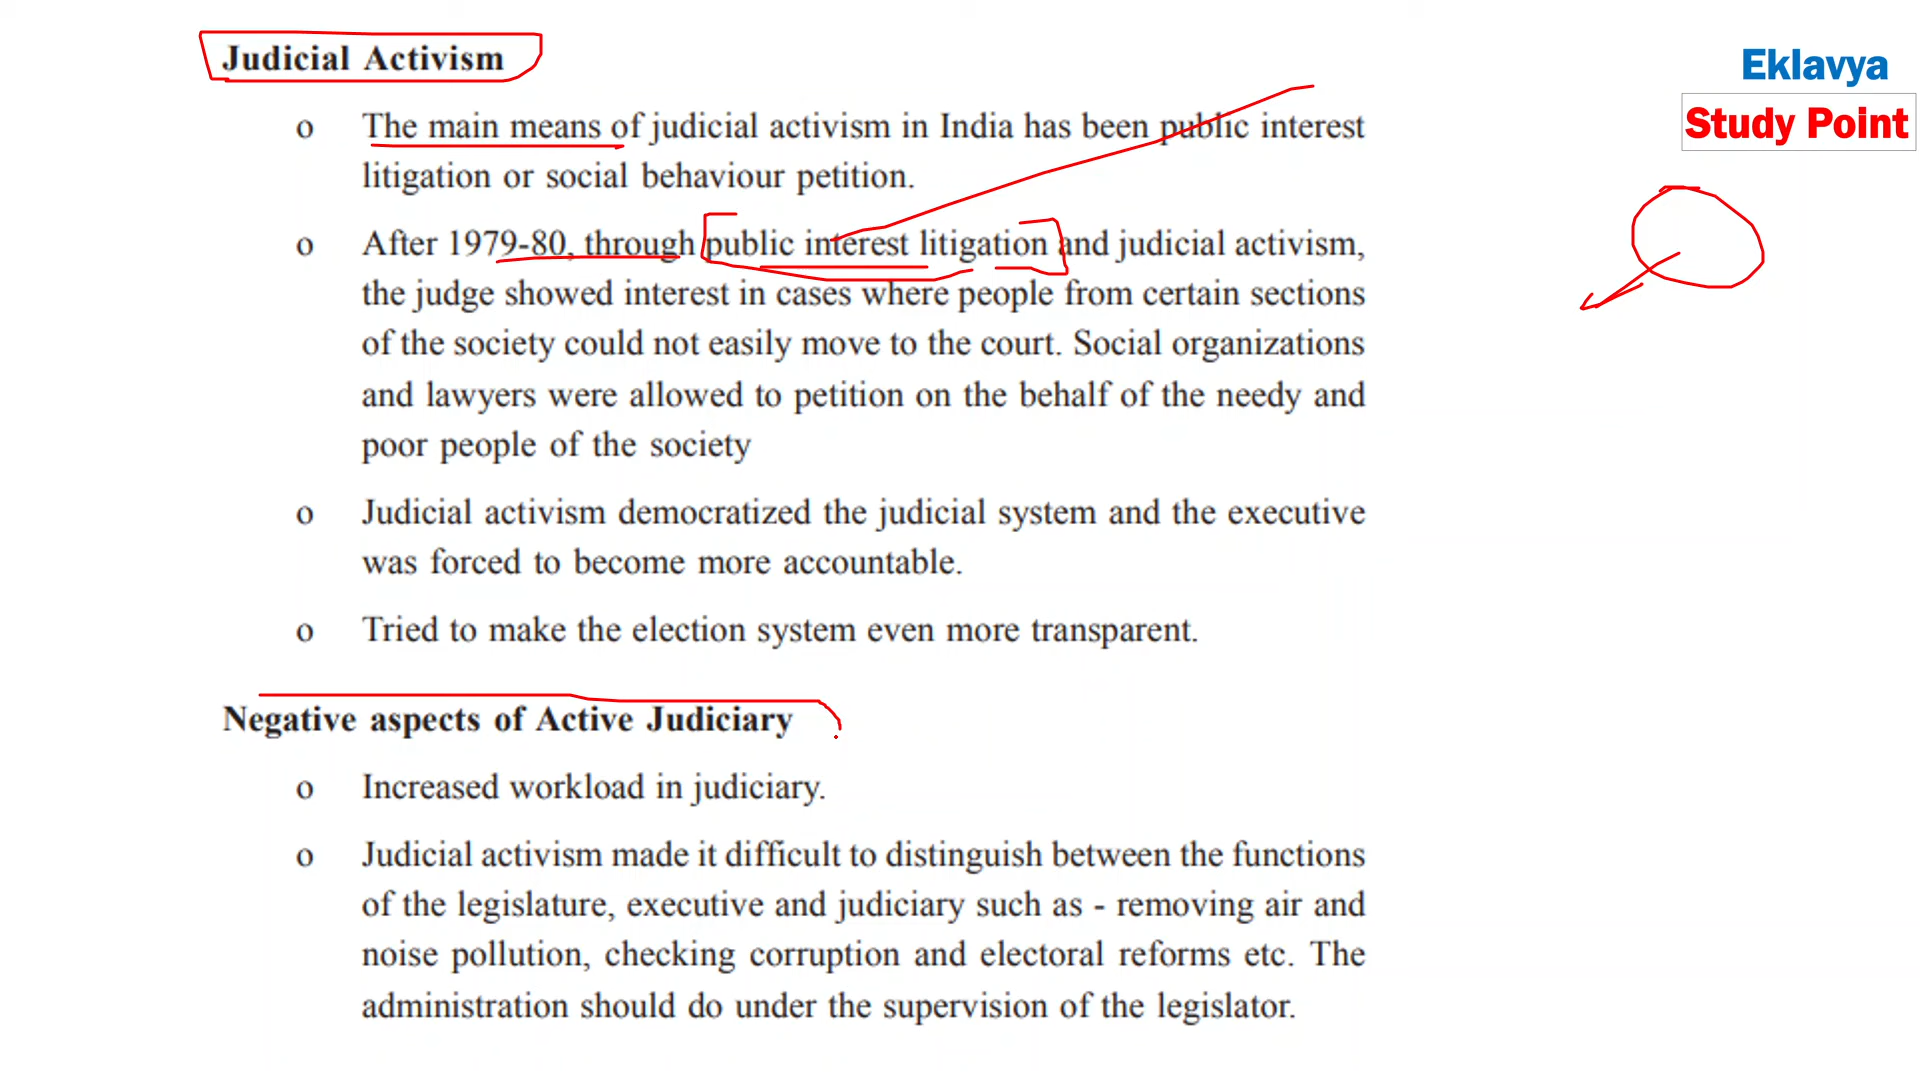 Judicial Activism
Eklavya
Study Point
o The main means of judicial activism in India has been public interest
litigation or social behaviour petition.
o After 1979-80, through public interest litigation and judicial activism,
the judge showed interest in cases where people from certain sections
of the society could not easily move to the court. Social organizations
and lawyers were allowed to petition on the behalf of the needy and
poor people of the society
o Judicial activism democratized the judicial system and the executive
was forced to become more accountable.
o Tried to make the election system even more transparent.
Negative aspects of Active Judiciary
o Increased workload in judiciary.
o Judicial activism made it difficult to distinguish between the functions
of the legislature, executive and judiciary such as - removing air and
noise pollution, checking corruption and electoral reforms etc. The
administration should do under the supervision of the legislator.